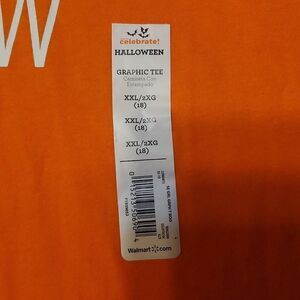 W
celebrate!
HALLOWEEN
GRAPHIC TEE
Camiseta Con
Estampado
XXL/2XG
(18)
XXL/2XG
(18)
XXL/2XG
(18)
Walmart.com